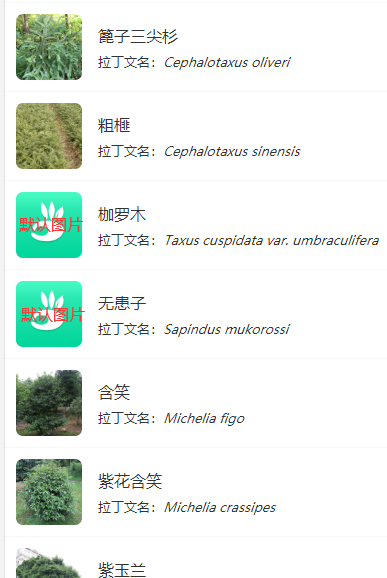 篦子三尖杉
拉丁文名：Cephalotaxus oliveri
粗榧
拉丁文名：Cephalotaxus sinensis
默认图片
枷罗木
拉丁文名：Taxus cuspidata var. umbraculifera
默认图片
无患子
拉丁文名：Sapindus mukorossi
含笑
拉丁文名：Michelia figo
紫花含笑
拉丁文名：Michelia crassipes
紫玉兰